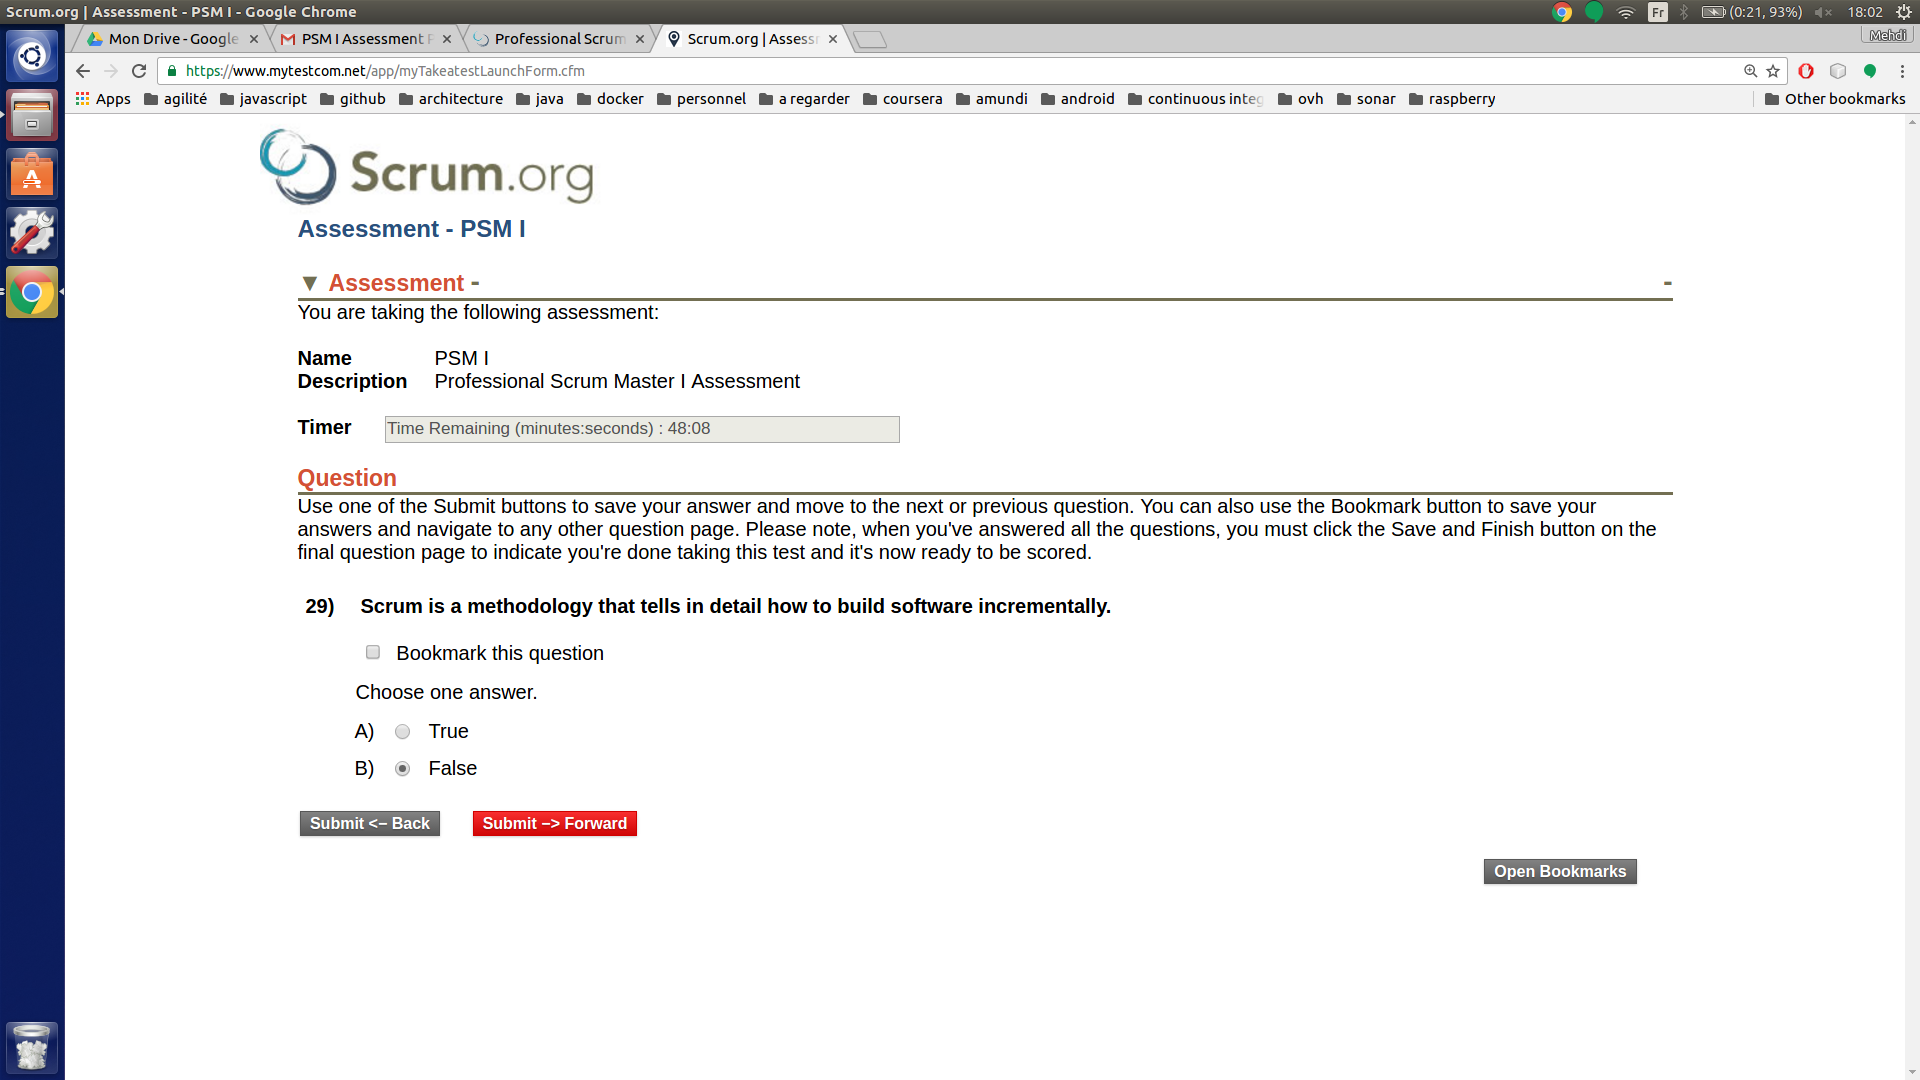 Scrum.org | Assessment - PSM I - Google Chrome
Fr
(0:21, 93%)
18:02
Mon Drive - Google
PSM I Assessment
Professional Scrum
Scrum.org | Assess
Mehdi
https://www.mytestcom.net/app/myTakeatestLaunchForm.cfm
Apps agilité javascript github architecture java docker personnel a regarder coursera amundi android continuous integ ovh sonar raspberry Other bookmarks
Scrum.org
Assessment - PSM I
▼ Assessment - -
You are taking the following assessment:
Name PSM I
Description Professional Scrum Master I Assessment
Timer Time Remaining (minutes:seconds) : 48:08
Question
Use one of the Submit buttons to save your answer and move to the next or previous question. You can also use the Bookmark button to save your
answers and navigate to any other question page. Please note, when you've answered all the questions, you must click the Save and Finish button on the
final question page to indicate you're done taking this test and it's now ready to be scored.
29) Scrum is a methodology that tells in detail how to build software incrementally.
Bookmark this question
Choose one answer.
A) True
B) False
Submit <– Back Submit –> Forward
Open Bookmarks